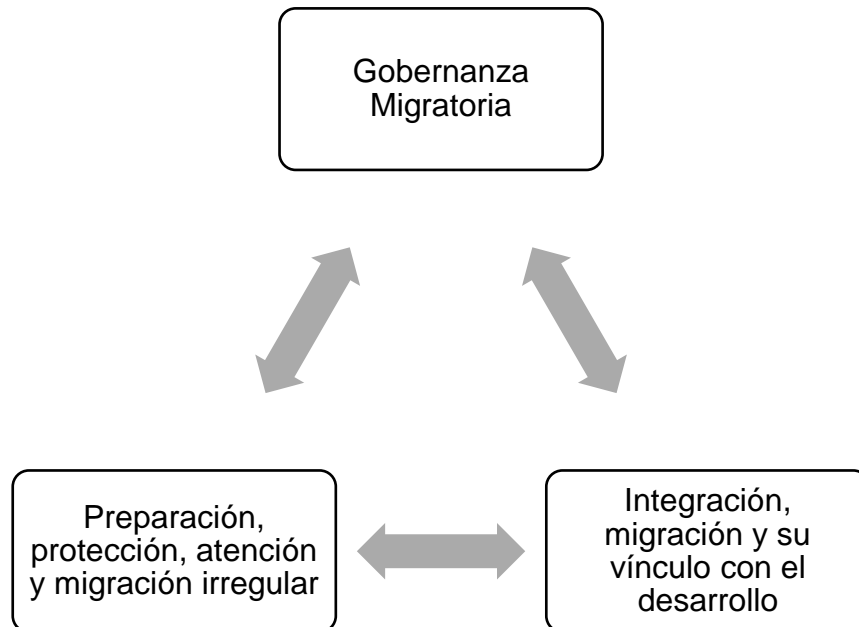 Gobernanza
Migratoria
Preparación,
protección, atención
y migración irregular
Integración,
migración y su
vínculo con el
desarrollo